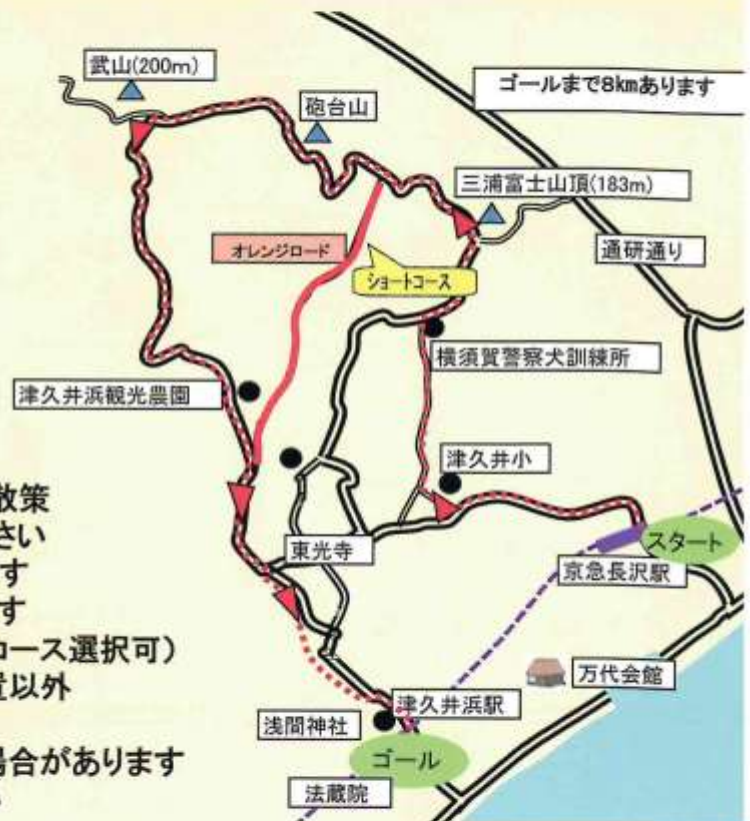 武山(200m)
砲台山
ゴールまで8kmあります
三浦富士山頂(183m)
オレンジロード
通研通り
ショートコース
横須賀警察犬訓練所
津久井浜観光農園
津久井小
散策
さい
す
東光寺
スタート
京急長沢駅
す
コース選択可)
置以外
万代会館
津久井浜駅
浅間神社
場合があります
ゴール
法蔵院